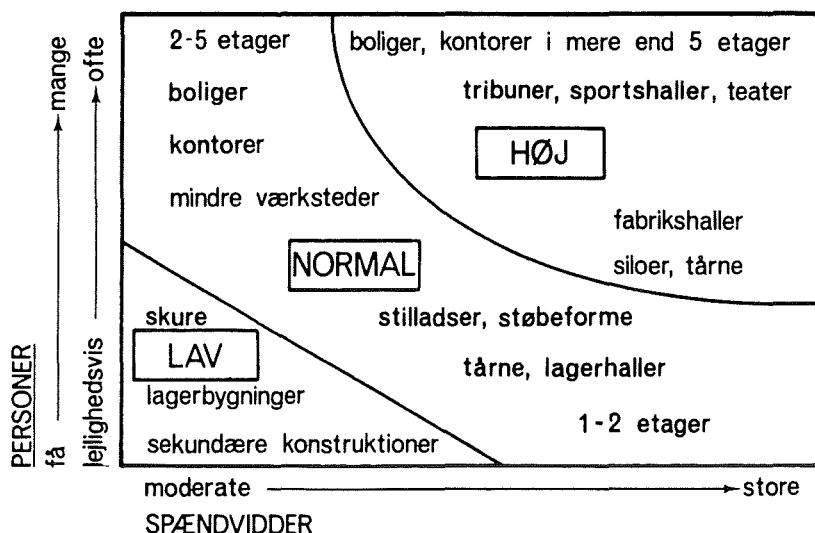 2-5 etager
boliger, kontorer i mere end 5 etager
boliger
tribuner, sportshaller, teater
kontorer
HØJ
mindre værksteder
fabrikshaller
NORMAL
siloer, tårne
skure
stilladser, støbeforme
LAV
tårne, lagerhaller
lagerbygninger
1-2 etager
sekundære konstruktioner
PERSONER
få mange
lejlighedsvis ofte
moderate store
SPÆNDVIDDER